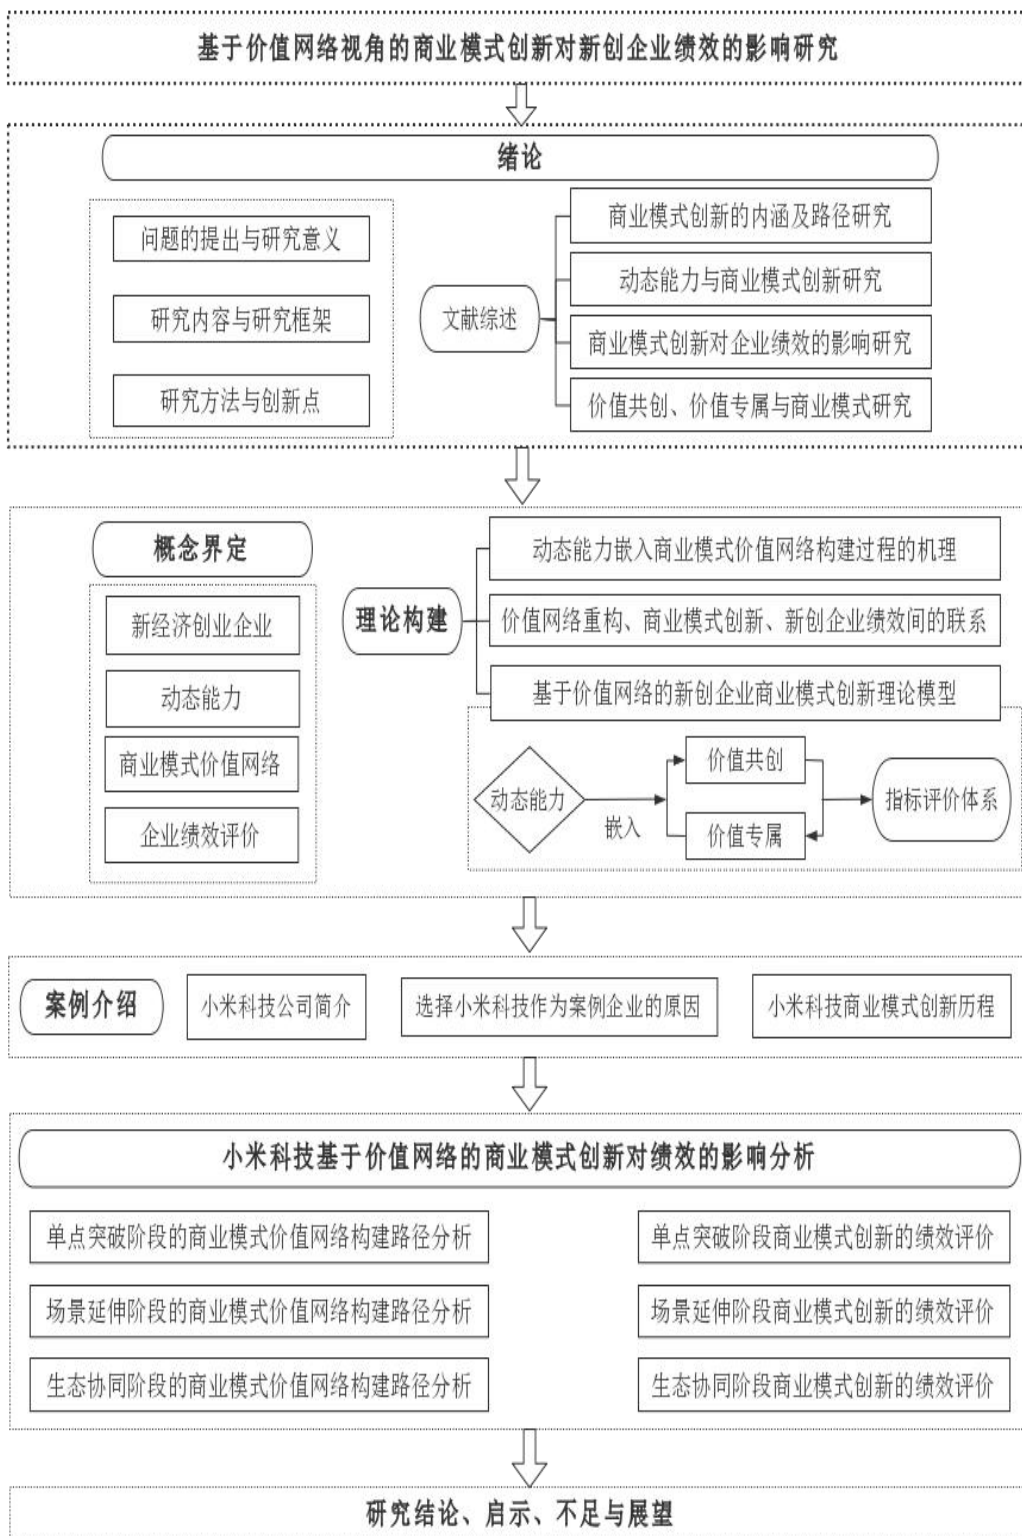 基于价值网络视角的商业模式创新对新创企业绩效的影响研究
绪论
问题的提出与研究意义
研究内容与研究框架
研究方法与创新点
文献综述
商业模式创新的内涵及路径研究
动态能力与商业模式创新研究
商业模式创新对企业绩效的影响研究
价值共创、价值专属与商业模式研究
概念界定
新经济创业企业
动态能力
商业模式价值网络
企业绩效评价
理论构建
动态能力嵌入商业模式价值网络构建过程的机理
价值网络重构、商业模式创新、新创企业绩效间的联系
基于价值网络的新创企业商业模式创新理论模型
动态能力
嵌入
价值共创
价值专属
指标评价体系
案例介绍
小米科技公司简介
选择小米科技作为案例企业的原因
小米科技商业模式创新历程
小米科技基于价值网络的商业模式创新对绩效的影响分析
单点突破阶段的商业模式价值网络构建路径分析
单点突破阶段商业模式创新的绩效评价
场景延伸阶段的商业模式价值网络构建路径分析
场景延伸阶段商业模式创新的绩效评价
生态协同阶段的商业模式价值网络构建路径分析
生态协同阶段商业模式创新的绩效评价
研究结论、启示、不足与展望